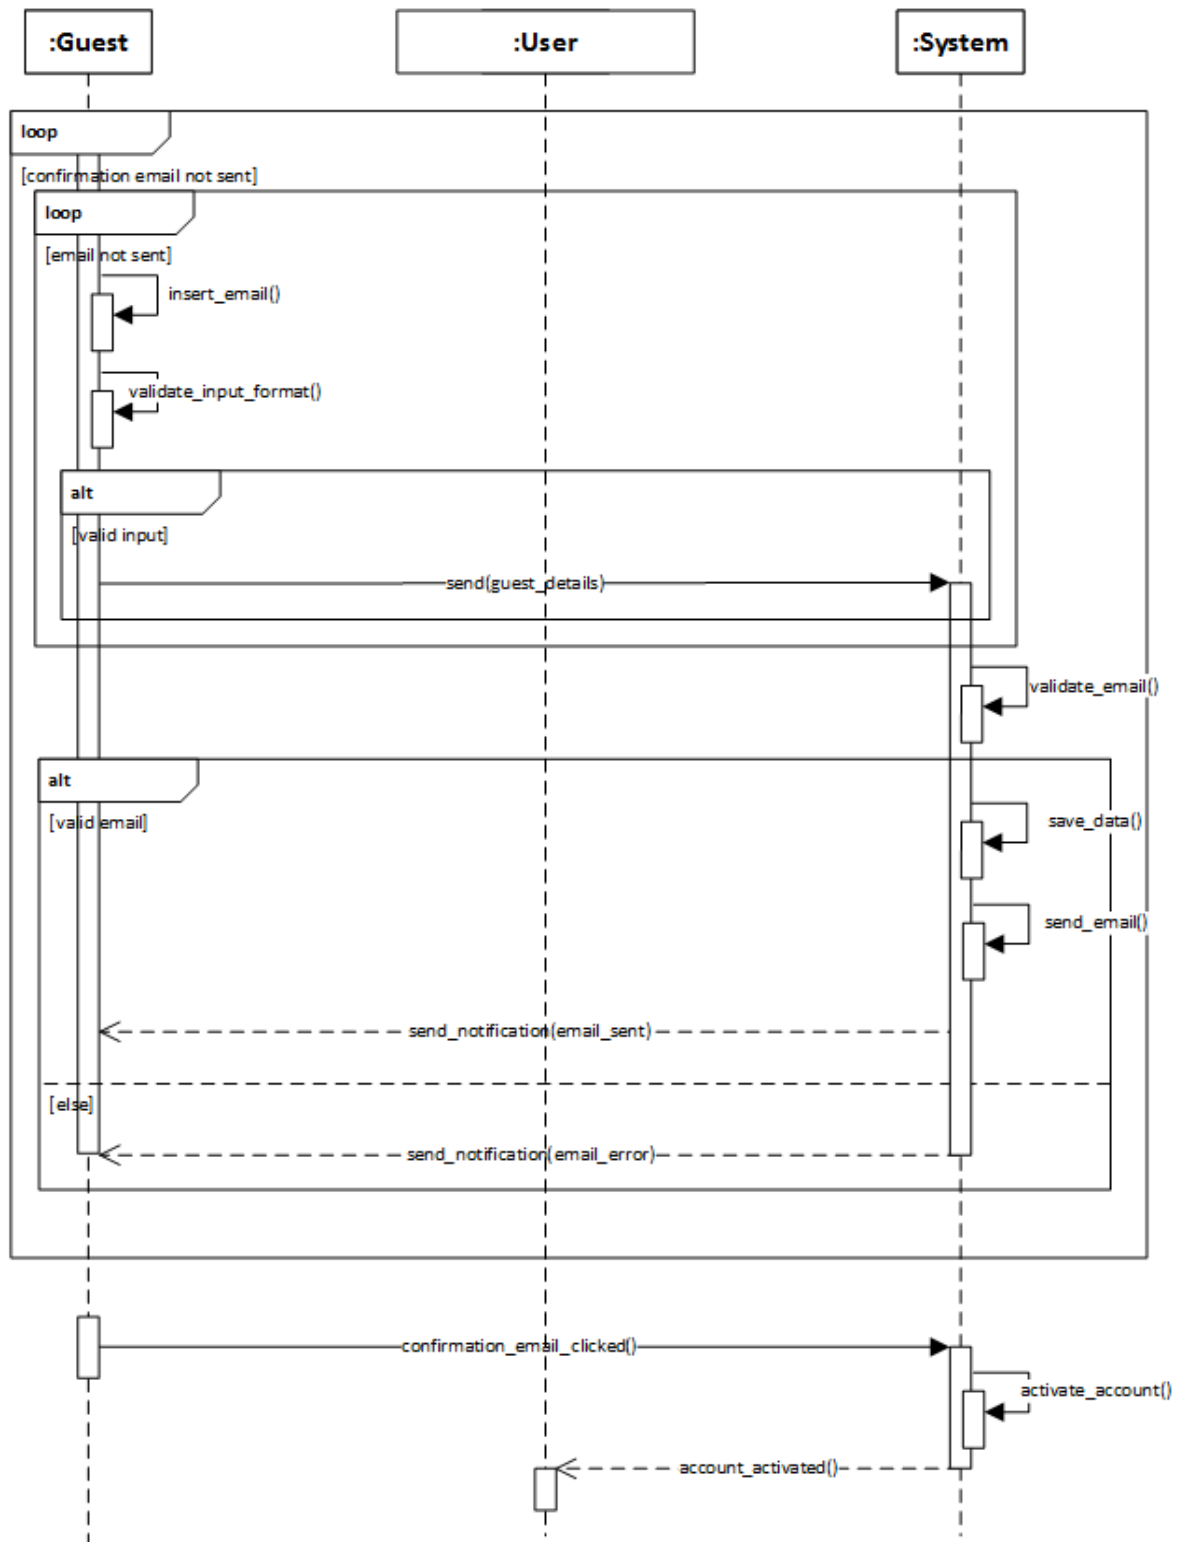 :Guest
:User
:System
loop
[confirmation email not sent]
loop
[email not sent]
insert_email()
validate_input_format()
alt
[valid input]
send(guest_details)
validate_email()
alt
[valid email]
save_data()
send_email()
send_notification(email_sent)
[else]
send_notification(email_error)
confirmation_email_clicked()
activate_account()
account_activated()